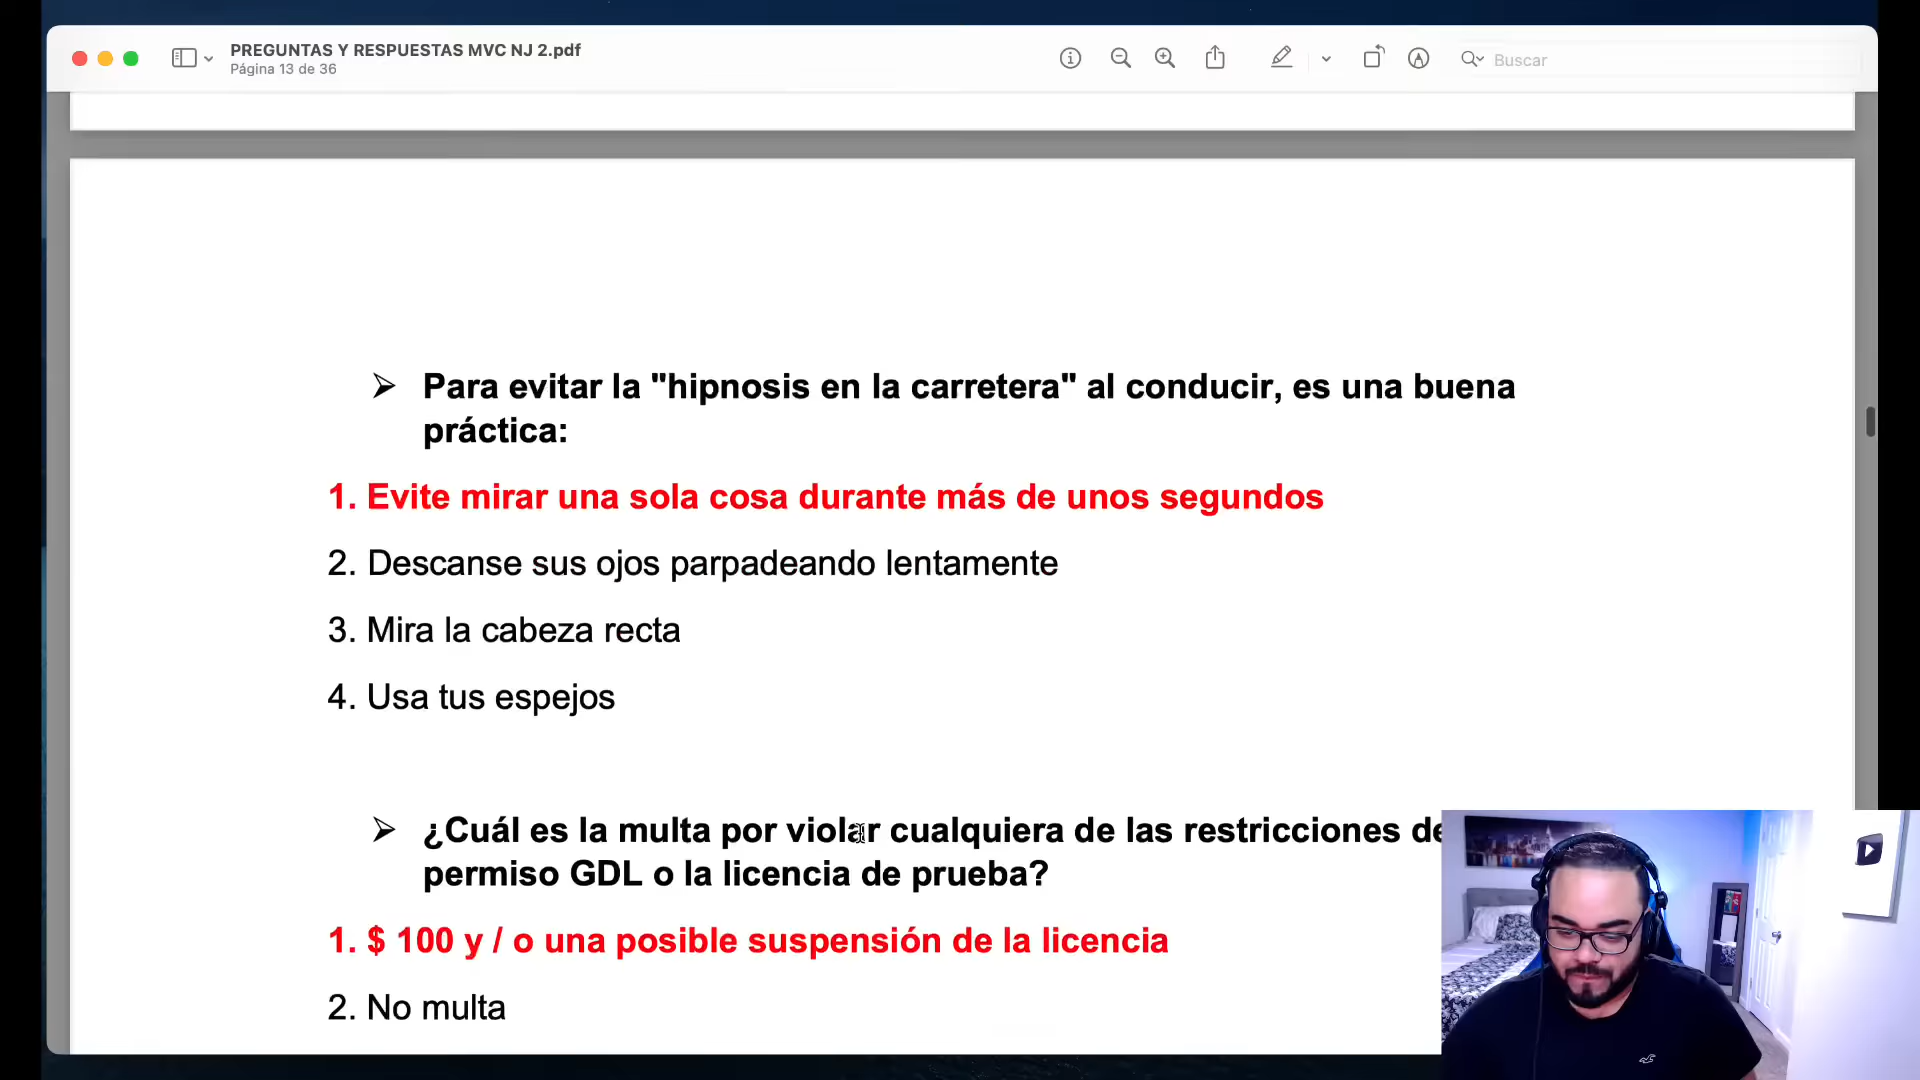 PREGUNTAS Y RESPUESTAS MVC NJ 2.pdf
Página 13 de 36
Buscar
➢ Para evitar la "hipnosis en la carretera" al conducir, es una buena
práctica:
1. Evite mirar una sola cosa durante más de unos segundos
2. Descanse sus ojos parpadeando lentamente
3. Mira la cabeza recta
4. Usa tus espejos
➢ ¿Cuál es la multa por violar cualquiera de las restricciones de
permiso GDL o la licencia de prueba?
1. $ 100 y / o una posible suspensión de la licencia
2. No multa